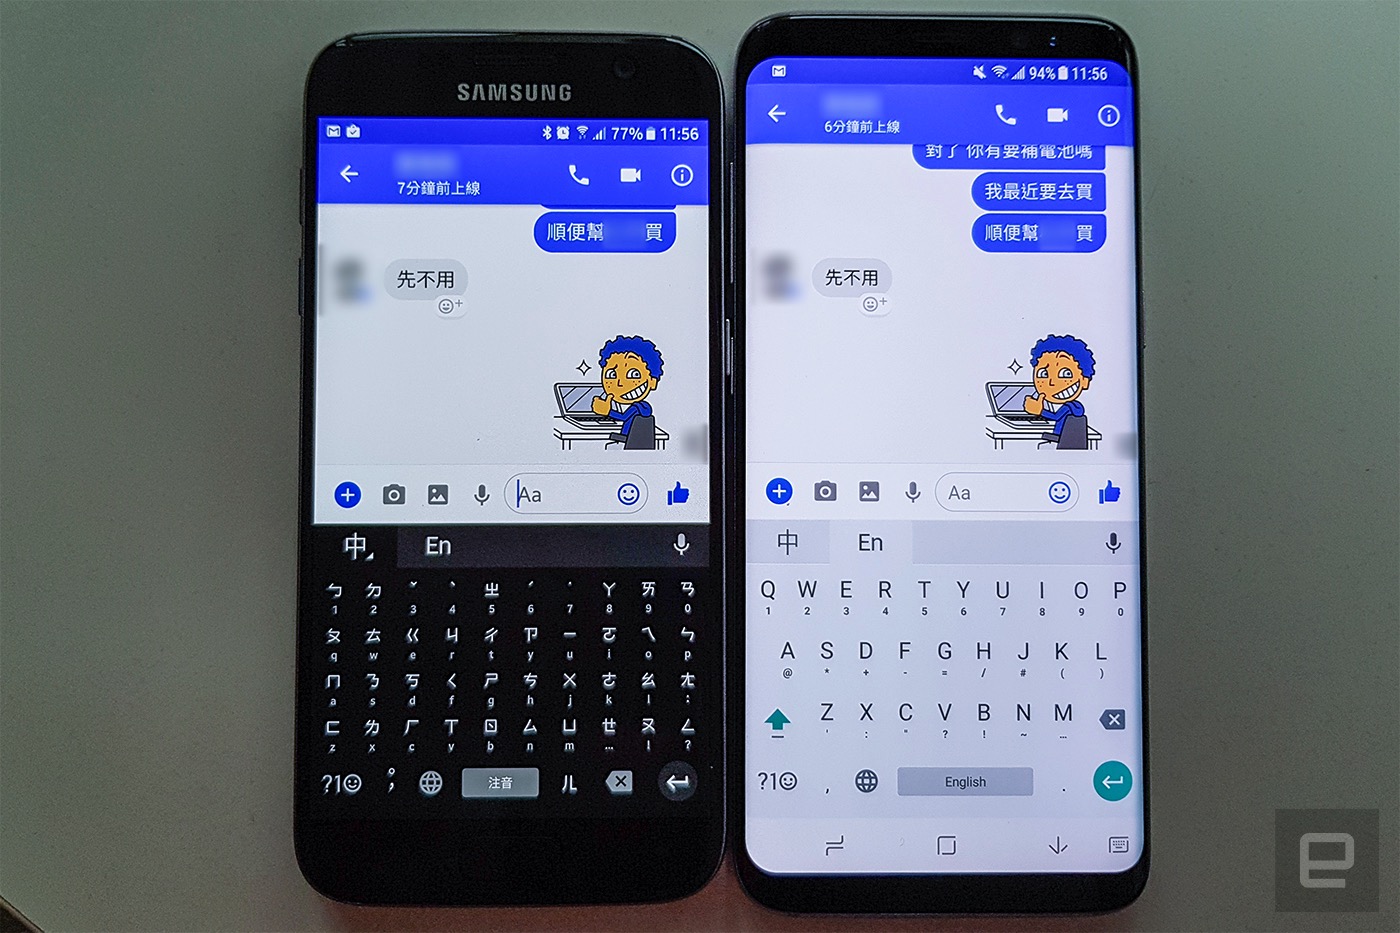 SAMSUNG
77% 11:56
7分鐘前上線
順便幫 買
先不用
Aa
中 En
ㄅ ㄉ ˇ ˋ ㄓ ˊ ˙ ㄚ ㄞ ㄢ
1 2 3 4 5 6 7 8 9 0
ㄆ ㄊ ㄍ ㄐ ㄔ ㄗ ㄧ ㄛ ㄟ ㄣ
q w e r t y u i o p
ㄇ ㄋ ㄎ ㄑ ㄕ ㄘ ㄨ ㄜ ㄠ ㄤ
a s d f g h j k l :
ㄈ ㄌ ㄏ ㄒ ㄖ ㄙ ㄩ ㄝ ㄡ ㄥ
z x c v b n m … ! ?
?1☺ 注音 ㄦ
94% 11:56
6分鐘前上線
對了 你有要補電池嗎
我最近要去買
順便幫 買
先不用
Aa
中 En
Q W E R T Y U I O P
1 2 3 4 5 6 7 8 9 0
A S D F G H J K L
@ * + - = / # ( )
Z X C V B N M
' : " ? ! ~ …
?1☺ , English .
e